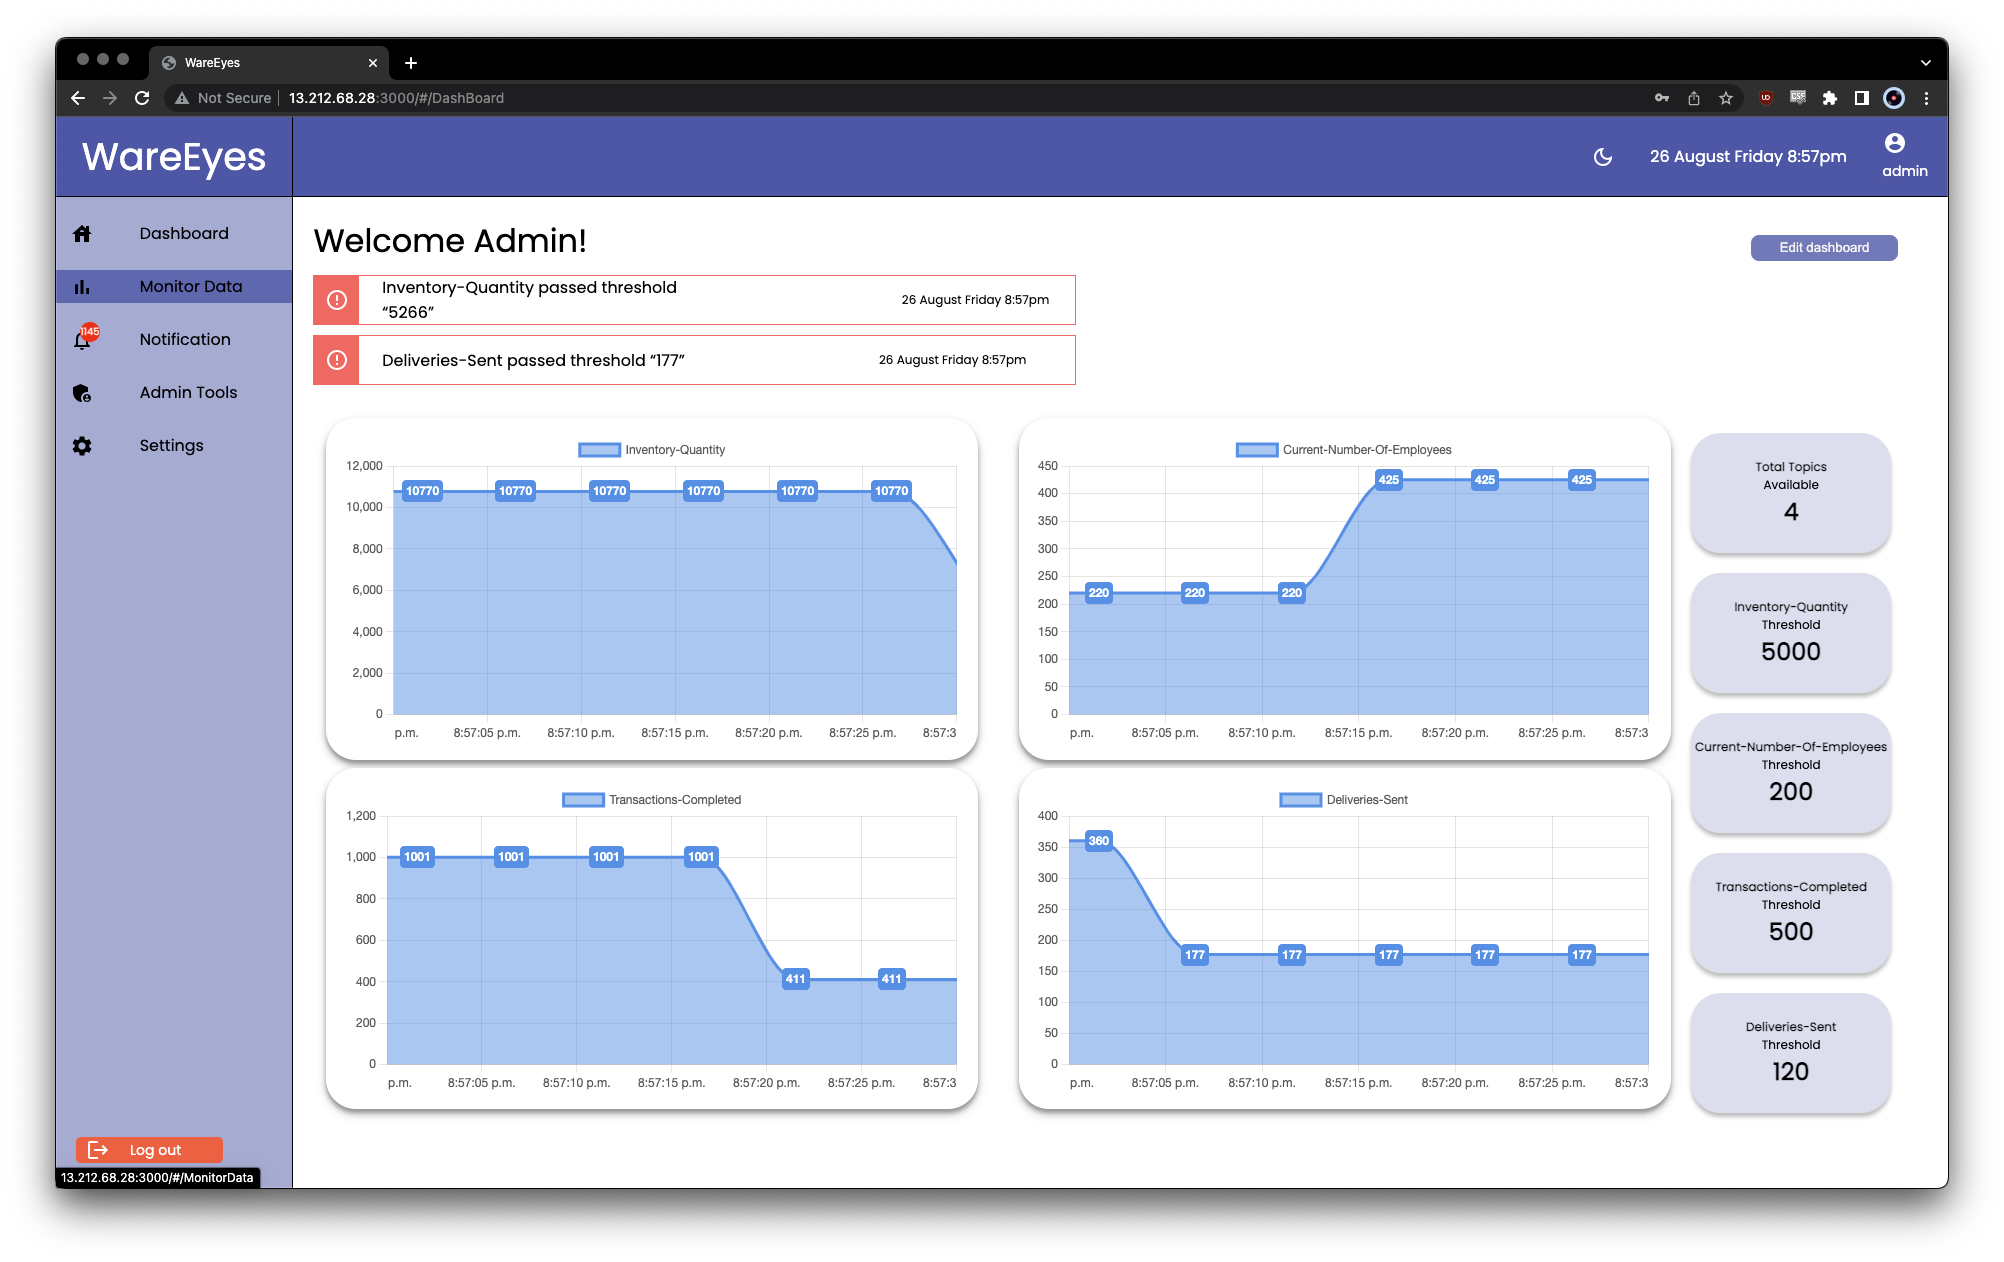 WareEyes
Not Secure 13.212.68.28:3000/#/DashBoard
WareEyes
26 August Friday 8:57pm
admin
Dashboard
Monitor Data
1145
Notification
Admin Tools
Settings
Log out
13.212.68.28:3000/#/MonitorData
Welcome Admin!
Edit dashboard
Inventory-Quantity passed threshold
“5266”
26 August Friday 8:57pm
Deliveries-Sent passed threshold “177”
26 August Friday 8:57pm
Inventory-Quantity
12,000
10,000
8,000
6,000
4,000
2,000
0
10770 10770 10770 10770 10770 10770
p.m. 8:57:05 p.m. 8:57:10 p.m. 8:57:15 p.m. 8:57:20 p.m. 8:57:25 p.m. 8:57:3
Current-Number-Of-Employees
450
400
350
300
250
200
150
100
50
0
220 220 220 425 425 425
p.m. 8:57:05 p.m. 8:57:10 p.m. 8:57:15 p.m. 8:57:20 p.m. 8:57:25 p.m. 8:57:3
Transactions-Completed
1,200
1,000
800
600
400
200
0
1001 1001 1001 1001 411 411
p.m. 8:57:05 p.m. 8:57:10 p.m. 8:57:15 p.m. 8:57:20 p.m. 8:57:25 p.m. 8:57:3
Deliveries-Sent
400
350
300
250
200
150
100
50
0
360 177 177 177 177 177
p.m. 8:57:05 p.m. 8:57:10 p.m. 8:57:15 p.m. 8:57:20 p.m. 8:57:25 p.m. 8:57:3
Total Topics
Available
4
Inventory-Quantity
Threshold
5000
Current-Number-Of-Employees
Threshold
200
Transactions-Completed
Threshold
500
Deliveries-Sent
Threshold
120